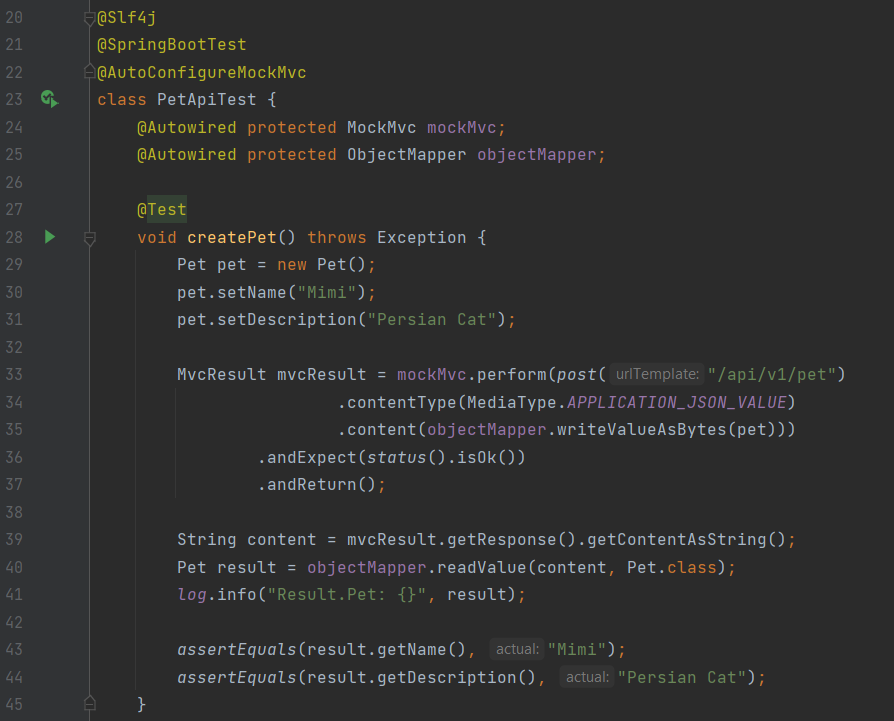 20 @Slf4j
21 @SpringBootTest
22 @AutoConfigureMockMvc
23 class PetApiTest {
24     @Autowired protected MockMvc mockMvc;
25     @Autowired protected ObjectMapper objectMapper;
26
27     @Test
28     void createPet() throws Exception {
29         Pet pet = new Pet();
30         pet.setName("Mimi");
31         pet.setDescription("Persian Cat");
32
33         MvcResult mvcResult = mockMvc.perform(post( urlTemplate: "/api/v1/pet")
34                         .contentType(MediaType.APPLICATION_JSON_VALUE)
35                         .content(objectMapper.writeValueAsBytes(pet)))
36                 .andExpect(status().isOk())
37                 .andReturn();
38
39         String content = mvcResult.getResponse().getContentAsString();
40         Pet result = objectMapper.readValue(content, Pet.class);
41         log.info("Result.Pet: {}", result);
42
43         assertEquals(result.getName(), actual: "Mimi");
44         assertEquals(result.getDescription(), actual: "Persian Cat");
45     }